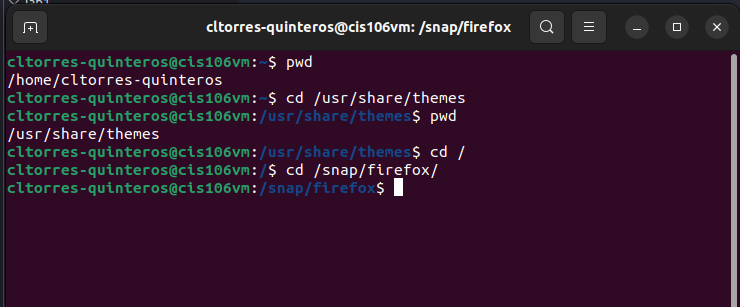 cltorres-quinteros@cis106vm: /snap/firefox
cltorres-quinteros@cis106vm:~$ pwd
/home/cltorres-quinteros
cltorres-quinteros@cis106vm:~$ cd /usr/share/themes
cltorres-quinteros@cis106vm:/usr/share/themes$ pwd
/usr/share/themes
cltorres-quinteros@cis106vm:/usr/share/themes$ cd /
cltorres-quinteros@cis106vm:/$ cd /snap/firefox/
cltorres-quinteros@cis106vm:/snap/firefox$